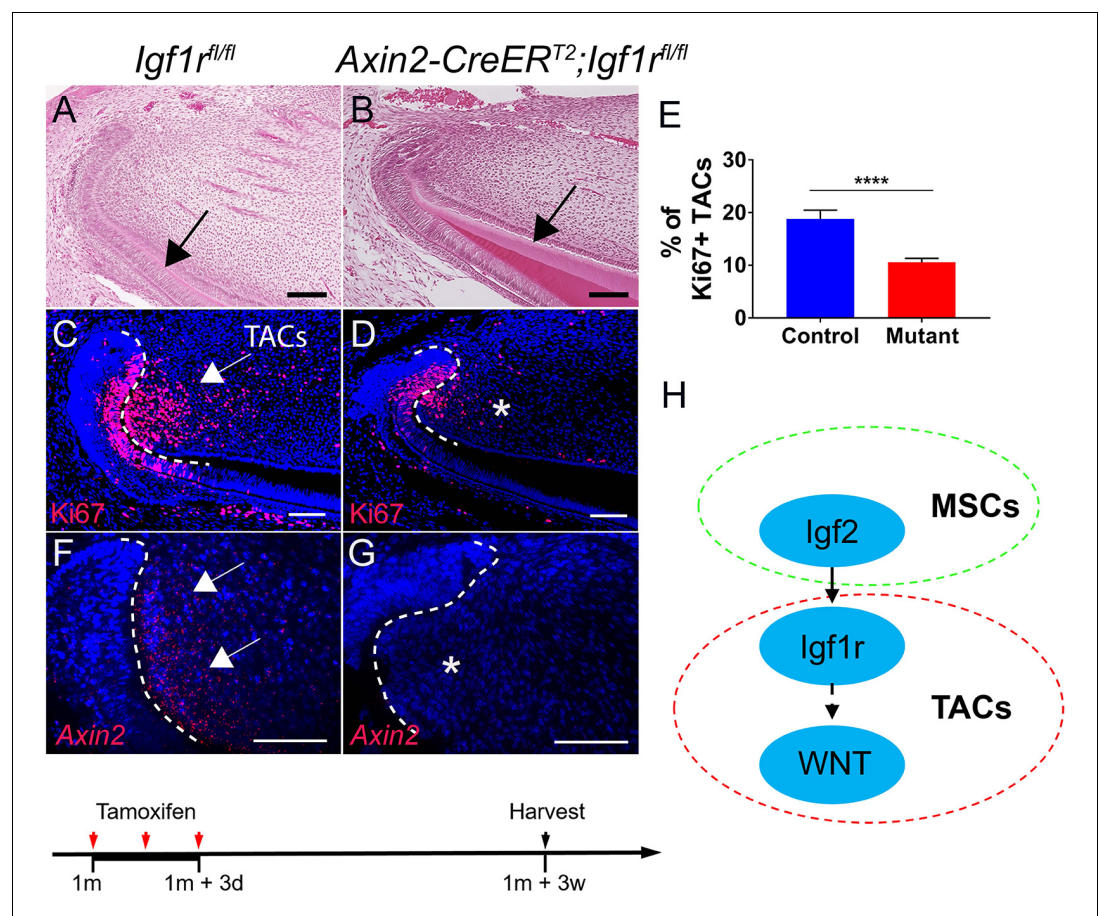 Igf1r^fl/fl
Axin2-CreER^T2;Igf1r^fl/fl
A
B
C
TACs
Ki67
D
*
Ki67
F
Axin2
G
*
Axin2
E
% of
Ki67+ TACs
30
20
10
0
****
Control
Mutant
H
MSCs
Igf2
Igf1r
TACs
WNT
Tamoxifen
Harvest
1m
1m + 3d
1m + 3w